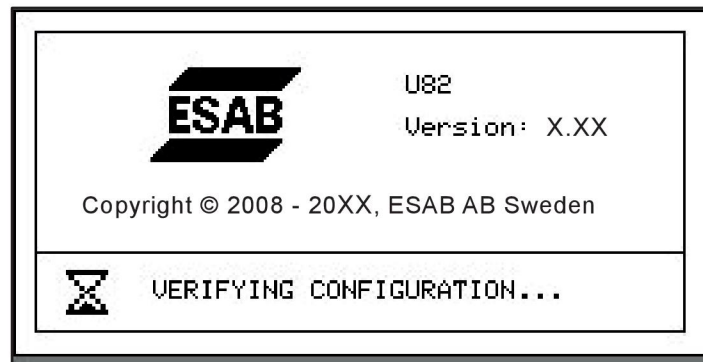 ESAB
U82
Version: X.XX
Copyright © 2008 - 20XX, ESAB AB Sweden
VERIFYING CONFIGURATION...